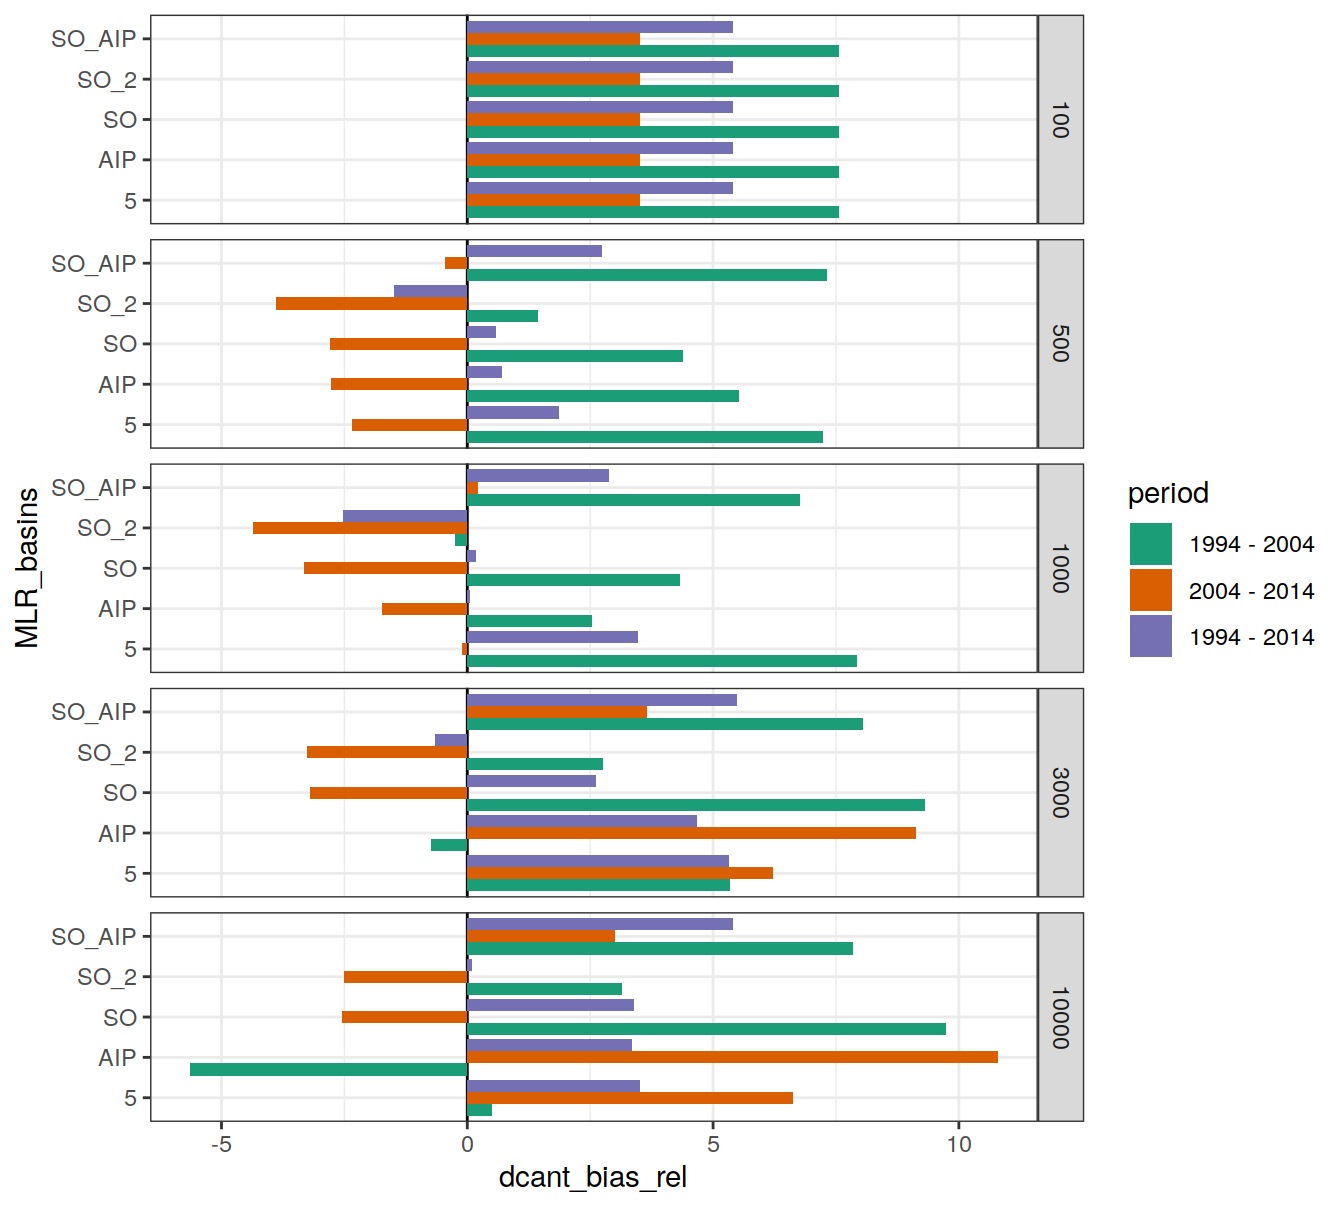 SO_AIP
SO_2
SO
AIP
5
100
SO_AIP
SO_2
SO
AIP
5
500
SO_AIP
SO_2
SO
AIP
5
1000
SO_AIP
SO_2
SO
AIP
5
30000
SO_AIP
SO_2
SO
AIP
5
10000
-5 0 5 10
dcant_bias_rel
MLR_basins
period
1994 - 2004
2004 - 2014
1994 - 2014